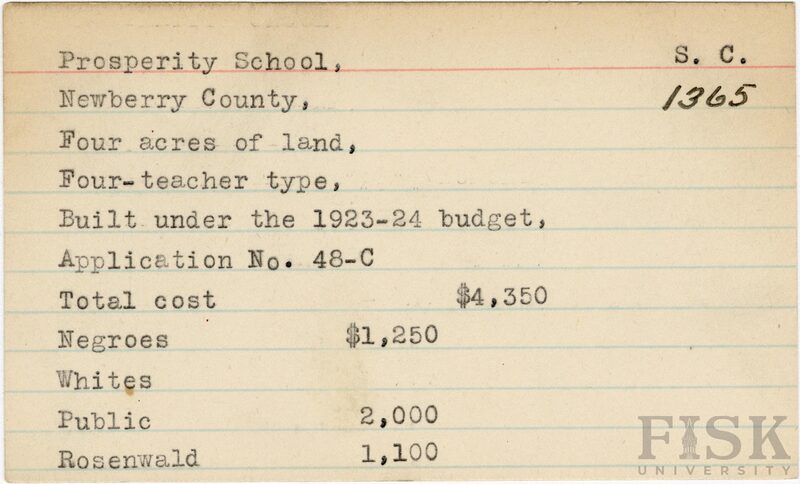 Prosperity School, S. C.
Newberry County, 1365
Four acres of land,
Four-teacher type,
Built under the 1923-24 budget,
Application No. 48-C
Total cost $4,350
Negroes $1,250
Whites
Public 2,000
Rosenwald 1,100
FISK
UNIVERSITY